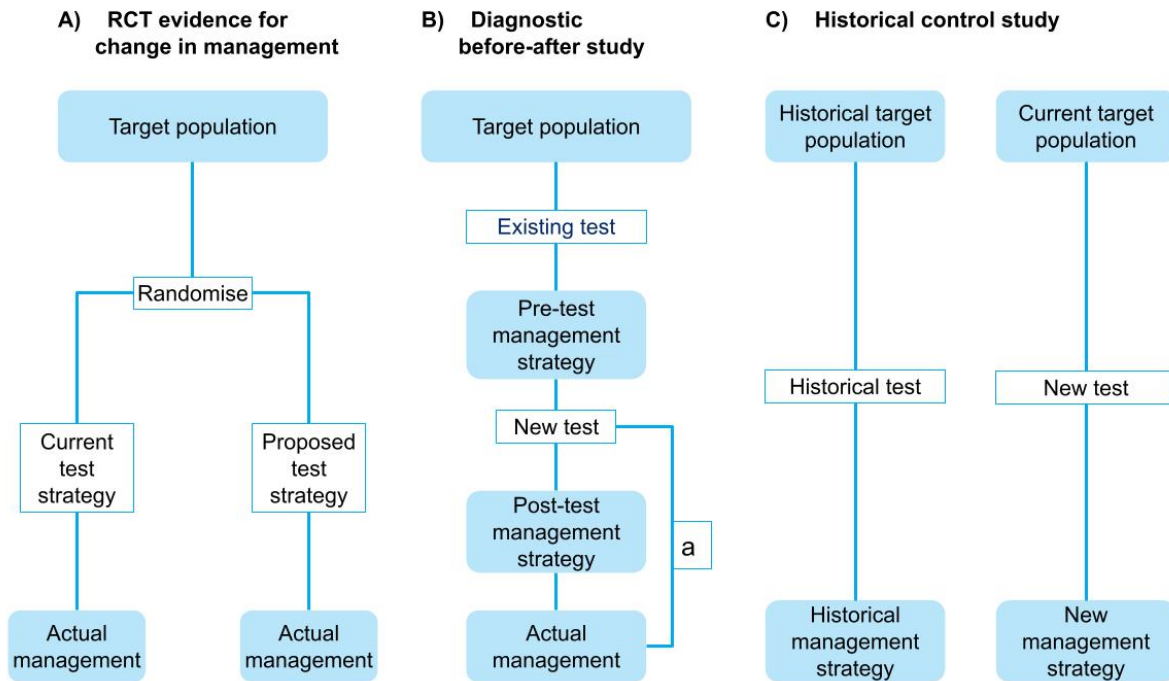 A) RCT evidence for
change in management
Target population
Randomise
Current
test
strategy
Proposed
test
strategy
Actual
management
Actual
management
B) Diagnostic
before-after study
Target population
Existing test
Pre-test
management
strategy
New test
Post-test
management
strategy
a
Actual
management
C) Historical control study
Historical target
population
Current target
population
Historical test
New test
Historical
management
strategy
New
management
strategy